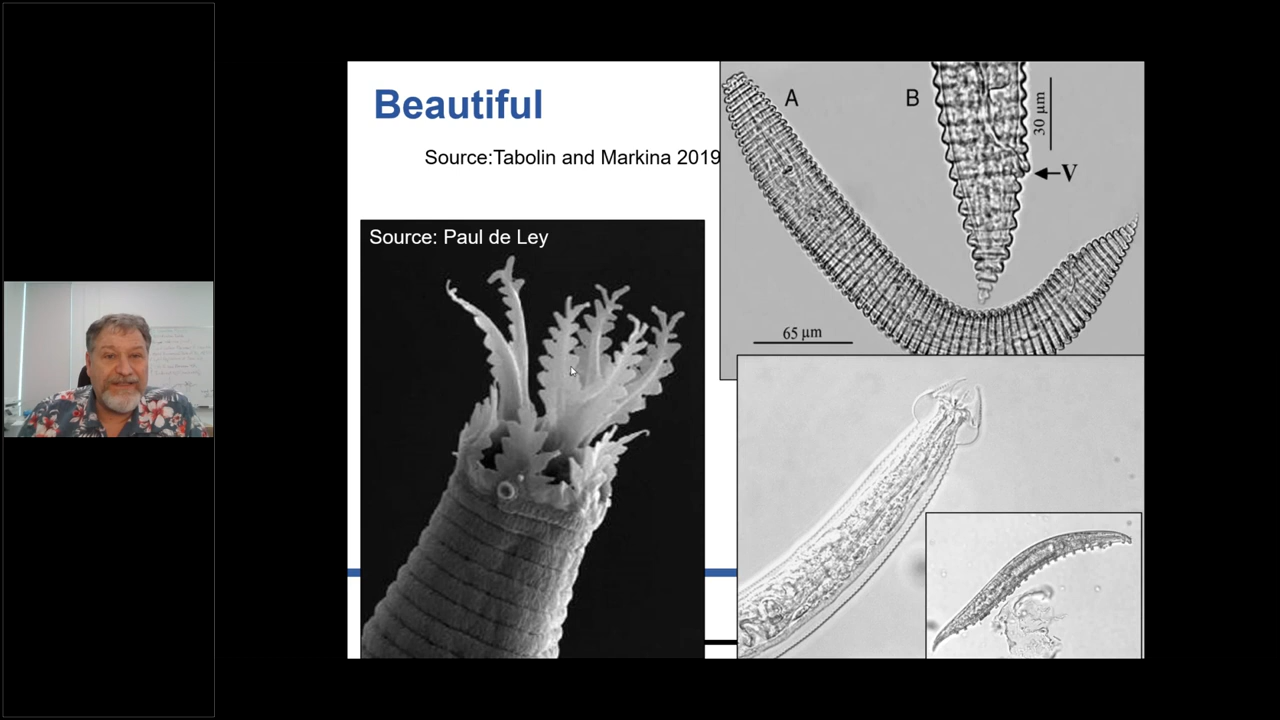 Beautiful
Source:Tabolin and Markina 2019
Source: Paul de Ley
A
B
30 µm
V
65 µm